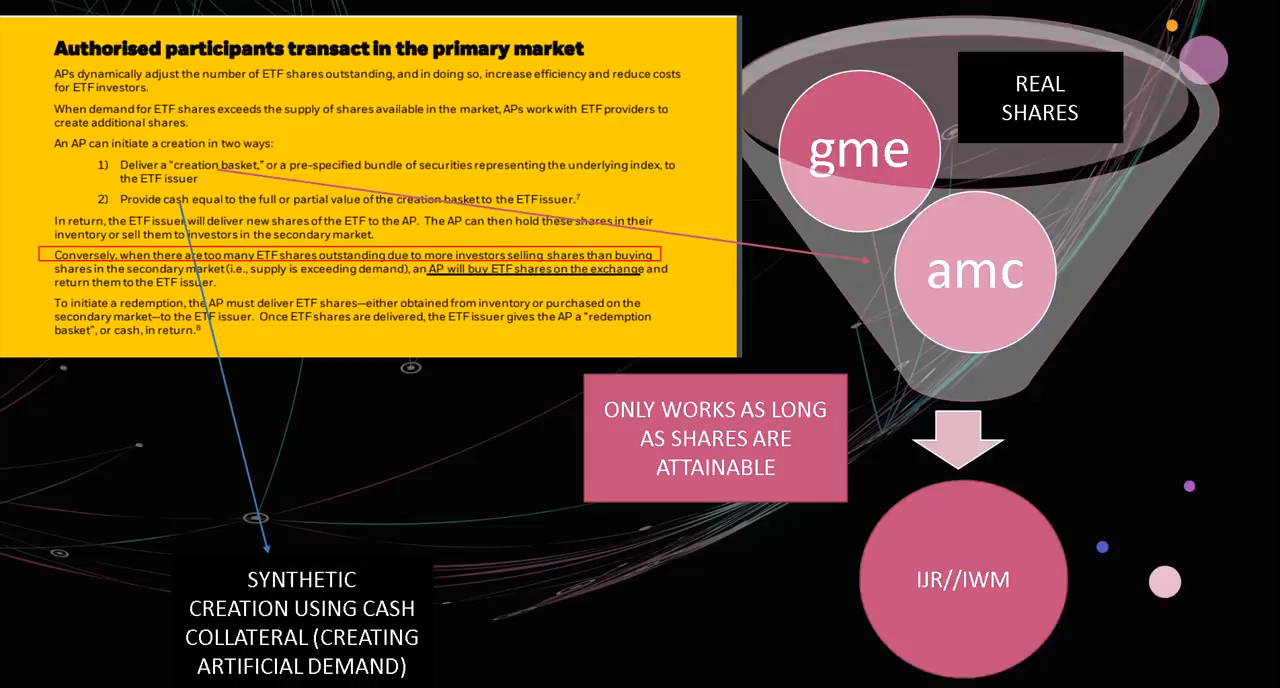 Authorised participants transact in the primary market
APs dynamically adjust the number of ETF shares outstanding, and in doing so, increase efficiency and reduce costs
for ETF investors.
When demand for ETF shares exceeds the supply of shares available in the market, APs work with ETF providers to
create additional shares.
An AP can initiate a creation in two ways:
1) Deliver a "creation basket," or a pre-specified bundle of securities representing the underlying index, to
the ETF issuer
2) Provide cash equal to the full or partial value of the creation basket to the ETF issuer.7
In return, the ETF issuer will deliver new shares of the ETF to the AP. The AP can then hold these shares in their
inventory or sell them to investors in the secondary market.
Conversely, when there are too many ETF shares outstanding due to more investors selling shares than buying
shares in the secondary market (i.e., supply is exceeding demand), an AP will buy ETF shares on the exchange and
return them to the ETF issuer.
To initiate a redemption, the AP must deliver ETF shares—either obtained from inventory or purchased on the
secondary market—to the ETF issuer. Once ETF shares are delivered, the ETF issuer gives the AP a "redemption
basket", or cash, in return.8
REAL
SHARES
gme
amc
ONLY WORKS AS LONG
AS SHARES ARE
ATTAINABLE
IJR//IWM
SYNTHETIC
CREATION USING CASH
COLLATERAL (CREATING
ARTIFICIAL DEMAND)